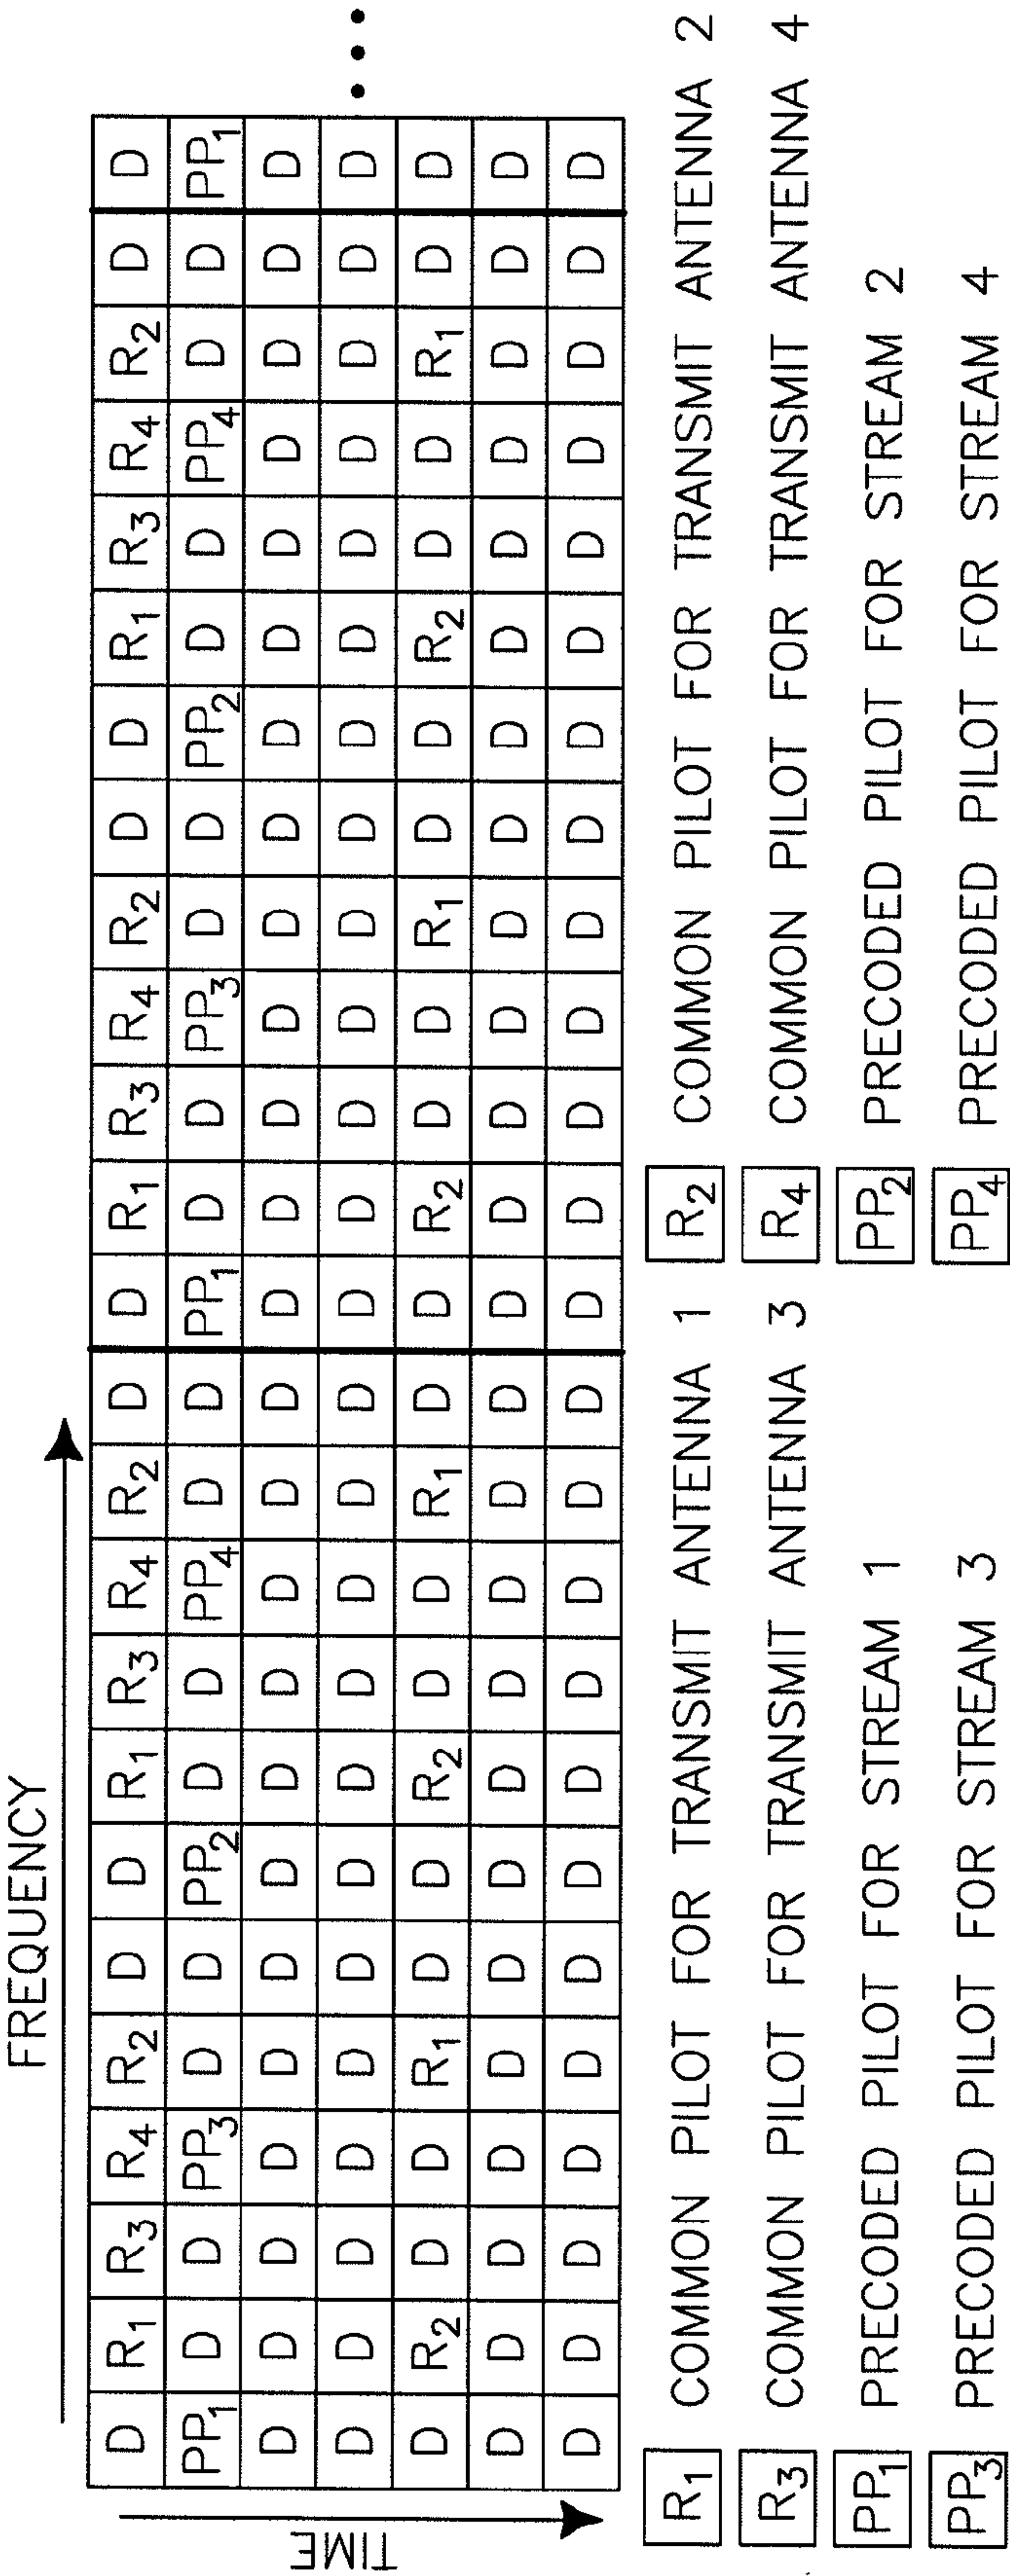 FREQUENCY
TIME
D R₁ R₃ R₄ R₂ D D R₁ R₃ R₄ R₂ D D R₁ R₃ R₄ R₂ D D R₁ R₃ R₄ R₂ D D
PP₁ D D PP₃ D D PP₂ D D PP₄ D D PP₁ D D PP₃ D D PP₂ D D PP₄ D D PP₁
D D D D D D D D D D D D D D D D D D D D D D D D D
D D D D D D D D D D D D D D D D D D D D D D D D D
D R₂ D D R₁ D D R₂ D D R₁ D D R₂ D D R₁ D D R₂ D D R₁ D D
D D D D D D D D D D D D D D D D D D D D D D D D D
D D D D D D D D D D D D D D D D D D D D D D D D D
R₁ COMMON PILOT FOR TRANSMIT ANTENNA 1 R₂ COMMON PILOT FOR TRANSMIT ANTENNA 2
R₃ COMMON PILOT FOR TRANSMIT ANTENNA 3 R₄ COMMON PILOT FOR TRANSMIT ANTENNA 4
PP₁ PRECODED PILOT FOR STREAM 1 PP₂ PRECODED PILOT FOR STREAM 2
PP₃ PRECODED PILOT FOR STREAM 3 PP₄ PRECODED PILOT FOR STREAM 4